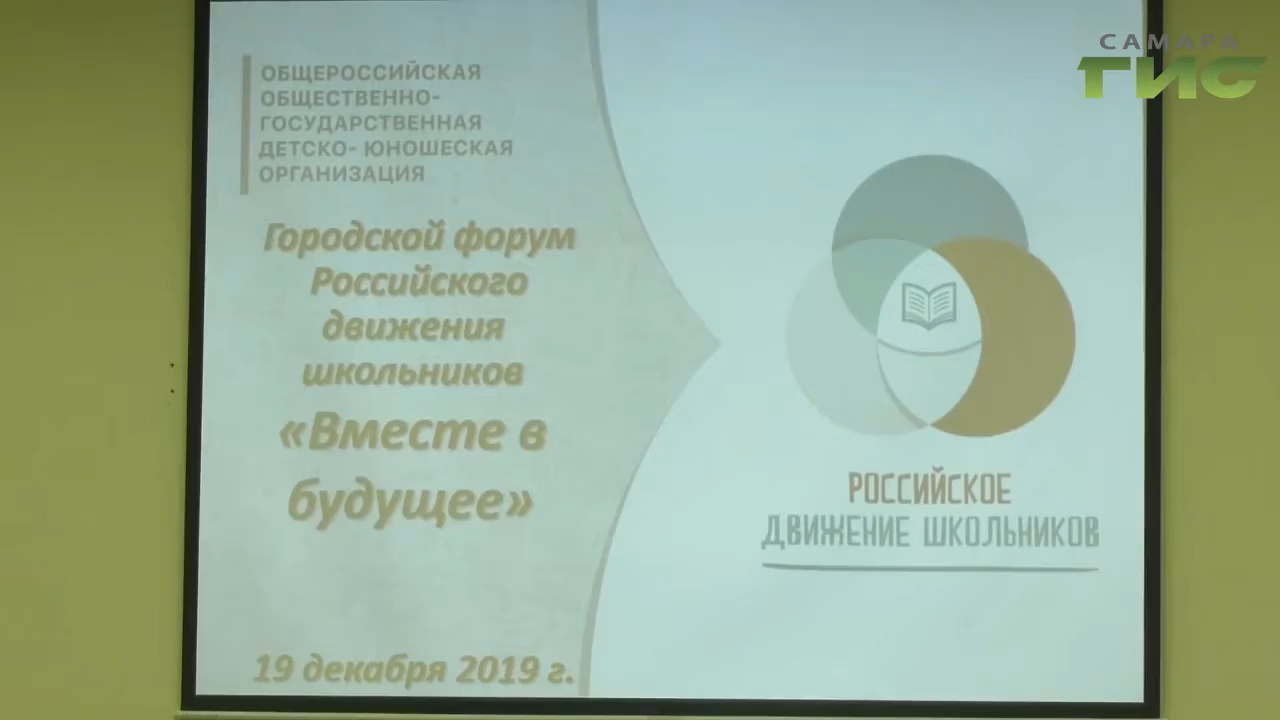 САМАРА
ГИС
ОБЩЕРОССИЙСКАЯ
ОБЩЕСТВЕННО-
ГОСУДАРСТВЕННАЯ
ДЕТСКО- ЮНОШЕСКАЯ
ОРГАНИЗАЦИЯ
Городской форум
Российского
движения
школьников
«Вместе в
будущее»
19 декабря 2019 г.
РОССИЙСКОЕ
ДВИЖЕНИЕ ШКОЛЬНИКОВ